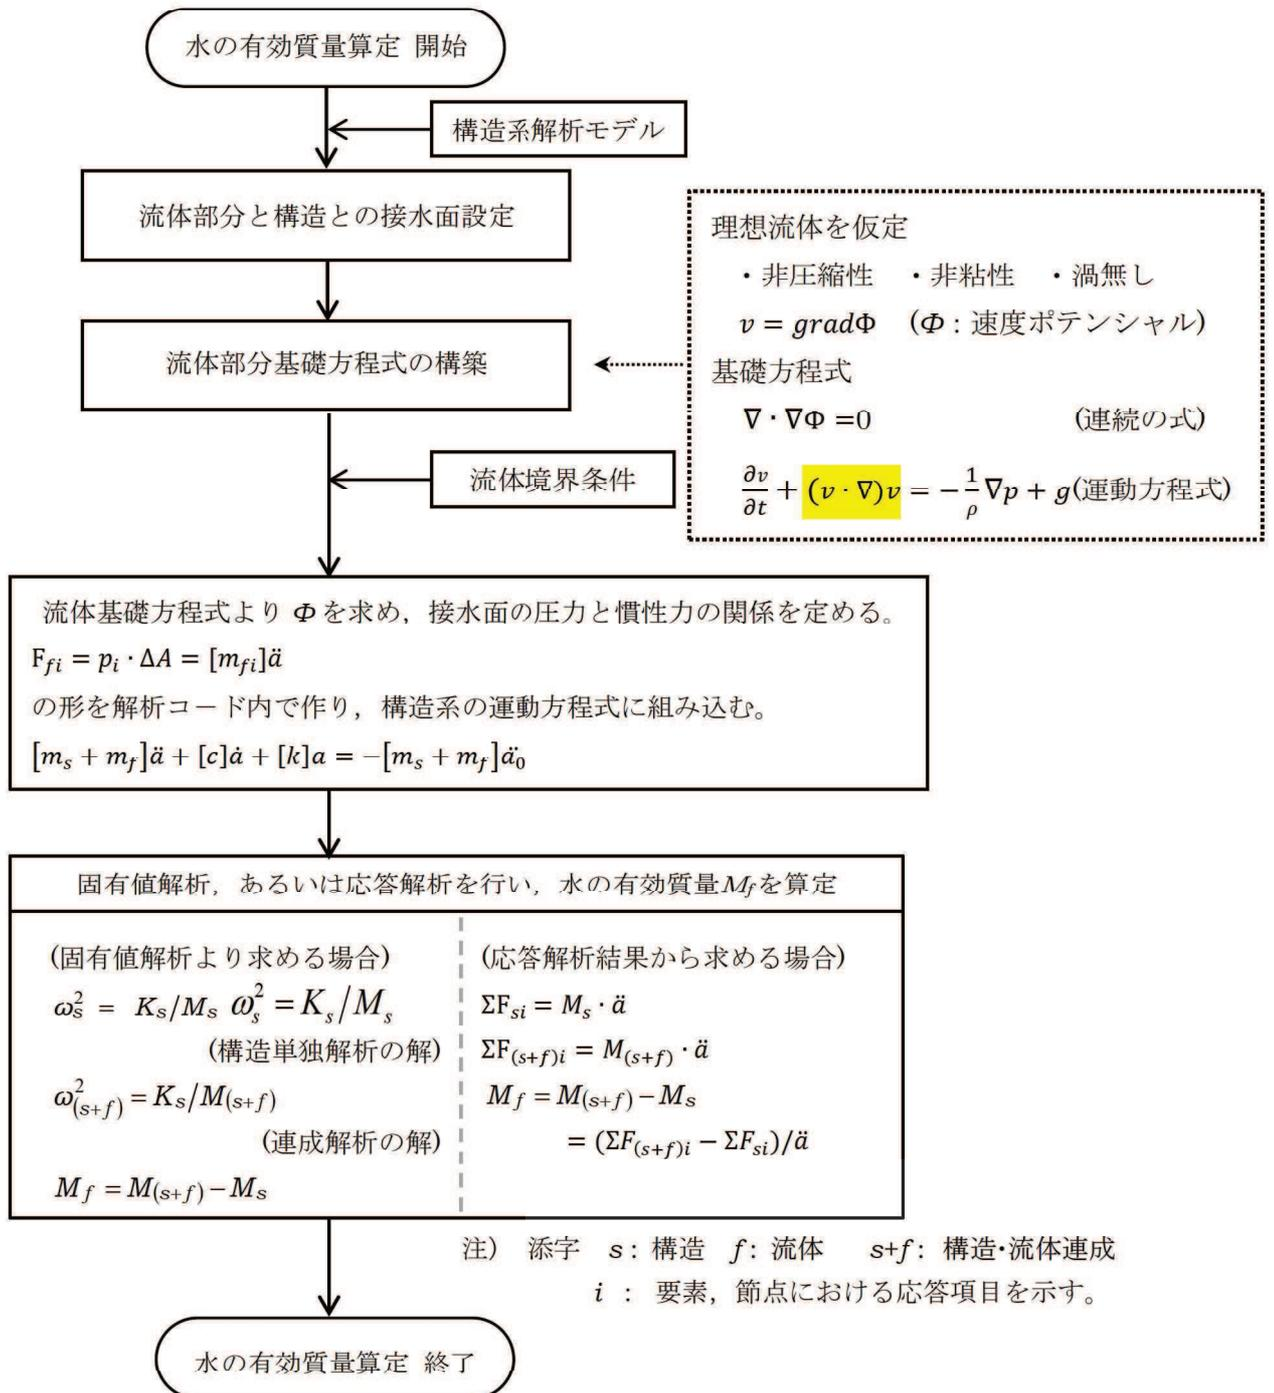 水の有効質量算定 開始
構造系解析モデル
流体部分と構造との接水面設定
流体部分基礎方程式の構築
理想流体を仮定
・非圧縮性 ・非粘性 ・渦無し
v = gradΦ (Φ : 速度ポテンシャル)
基礎方程式
∇・∇Φ =0 (連続の式)
∂v/∂t + (v・∇)v = −1/ρ ∇p + g(運動方程式)
流体境界条件
流体基礎方程式より Φ を求め，接水面の圧力と慣性力の関係を定める。
F_{fi} = p_i・ΔA = [m_{fi}]ä
の形を解析コード内で作り，構造系の運動方程式に組み込む。
[m_s + m_f]ä + [c]ȧ + [k]a = −[m_s + m_f]ä_0
固有値解析，あるいは応答解析を行い，水の有効質量M_fを算定
(固有値解析より求める場合)
ω_s^2 = K_s/M_s ω_s^2 = K_s/M_s
(構造単独解析の解)
ω_{(s+f)}^2 = K_s/M_{(s+f)}
(連成解析の解)
M_f = M_{(s+f)} − M_s
(応答解析結果から求める場合)
ΣF_{si} = M_s・ä
ΣF_{(s+f)i} = M_{(s+f)}・ä
M_f = M_{(s+f)} − M_s
= (ΣF_{(s+f)i} − ΣF_{si})/ä
注) 添字 s : 構造 f : 流体 s+f : 構造・流体連成
i : 要素，節点における応答項目を示す。
水の有効質量算定 終了